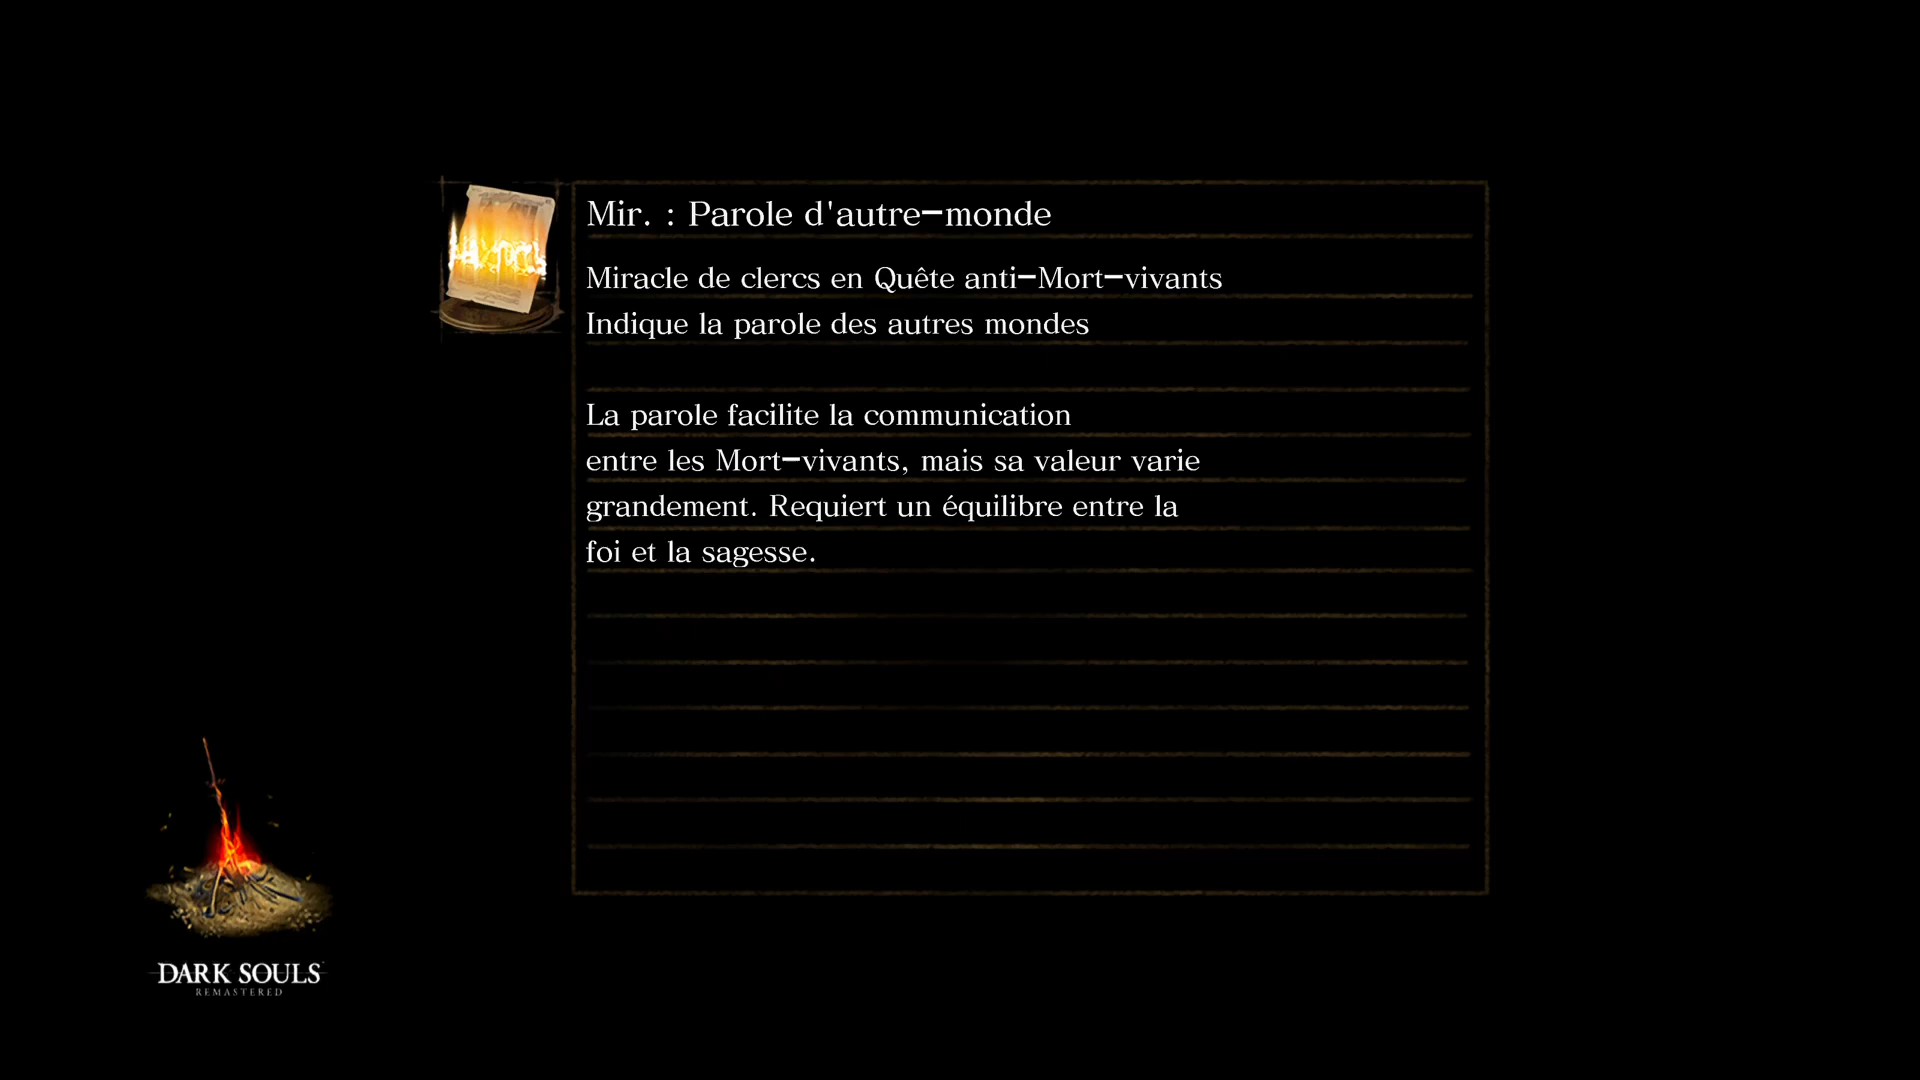 Mir. : Parole d'autre-monde
Miracle de clercs en Quête anti-Mort-vivants
Indique la parole des autres mondes
La parole facilite la communication
entre les Mort-vivants, mais sa valeur varie
grandement. Requiert un équilibre entre la
foi et la sagesse.
DARK SOULS
REMASTERED